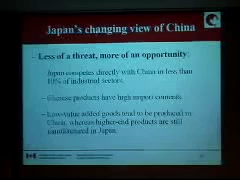 Japan's changing view of China
– Less of a threat, more of an opportunity:
Japan competes directly with China in less than
10% of industrial sectors.
Chinese products have high import contents
Low-value added goods tend to be produced in
China, whereas higher-end products are still
manufactured in Japan.